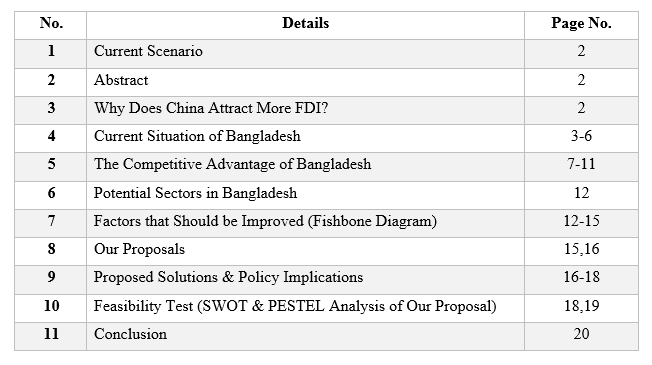 No. Details Page No.
1 Current Scenario 2
2 Abstract 2
3 Why Does China Attract More FDI? 2
4 Current Situation of Bangladesh 3-6
5 The Competitive Advantage of Bangladesh 7-11
6 Potential Sectors in Bangladesh 12
7 Factors that Should be Improved (Fishbone Diagram) 12-15
8 Our Proposals 15,16
9 Proposed Solutions & Policy Implications 16-18
10 Feasibility Test (SWOT & PESTEL Analysis of Our Proposal) 18,19
11 Conclusion 20